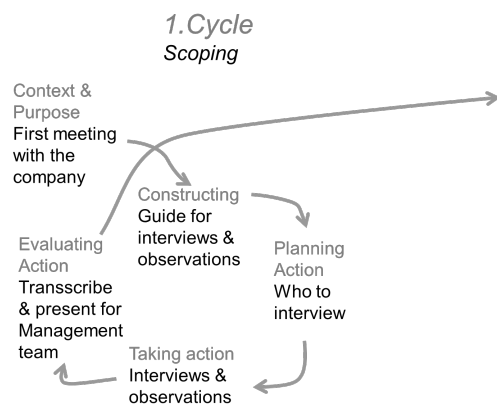 1.Cycle
Scoping
Context &
Purpose
First meeting
with the
company
Constructing
Guide for
interviews &
observations
Planning
Action
Who to
interview
Taking action
Interviews &
observations
Evaluating
Action
Transscribe
& present for
Management
team